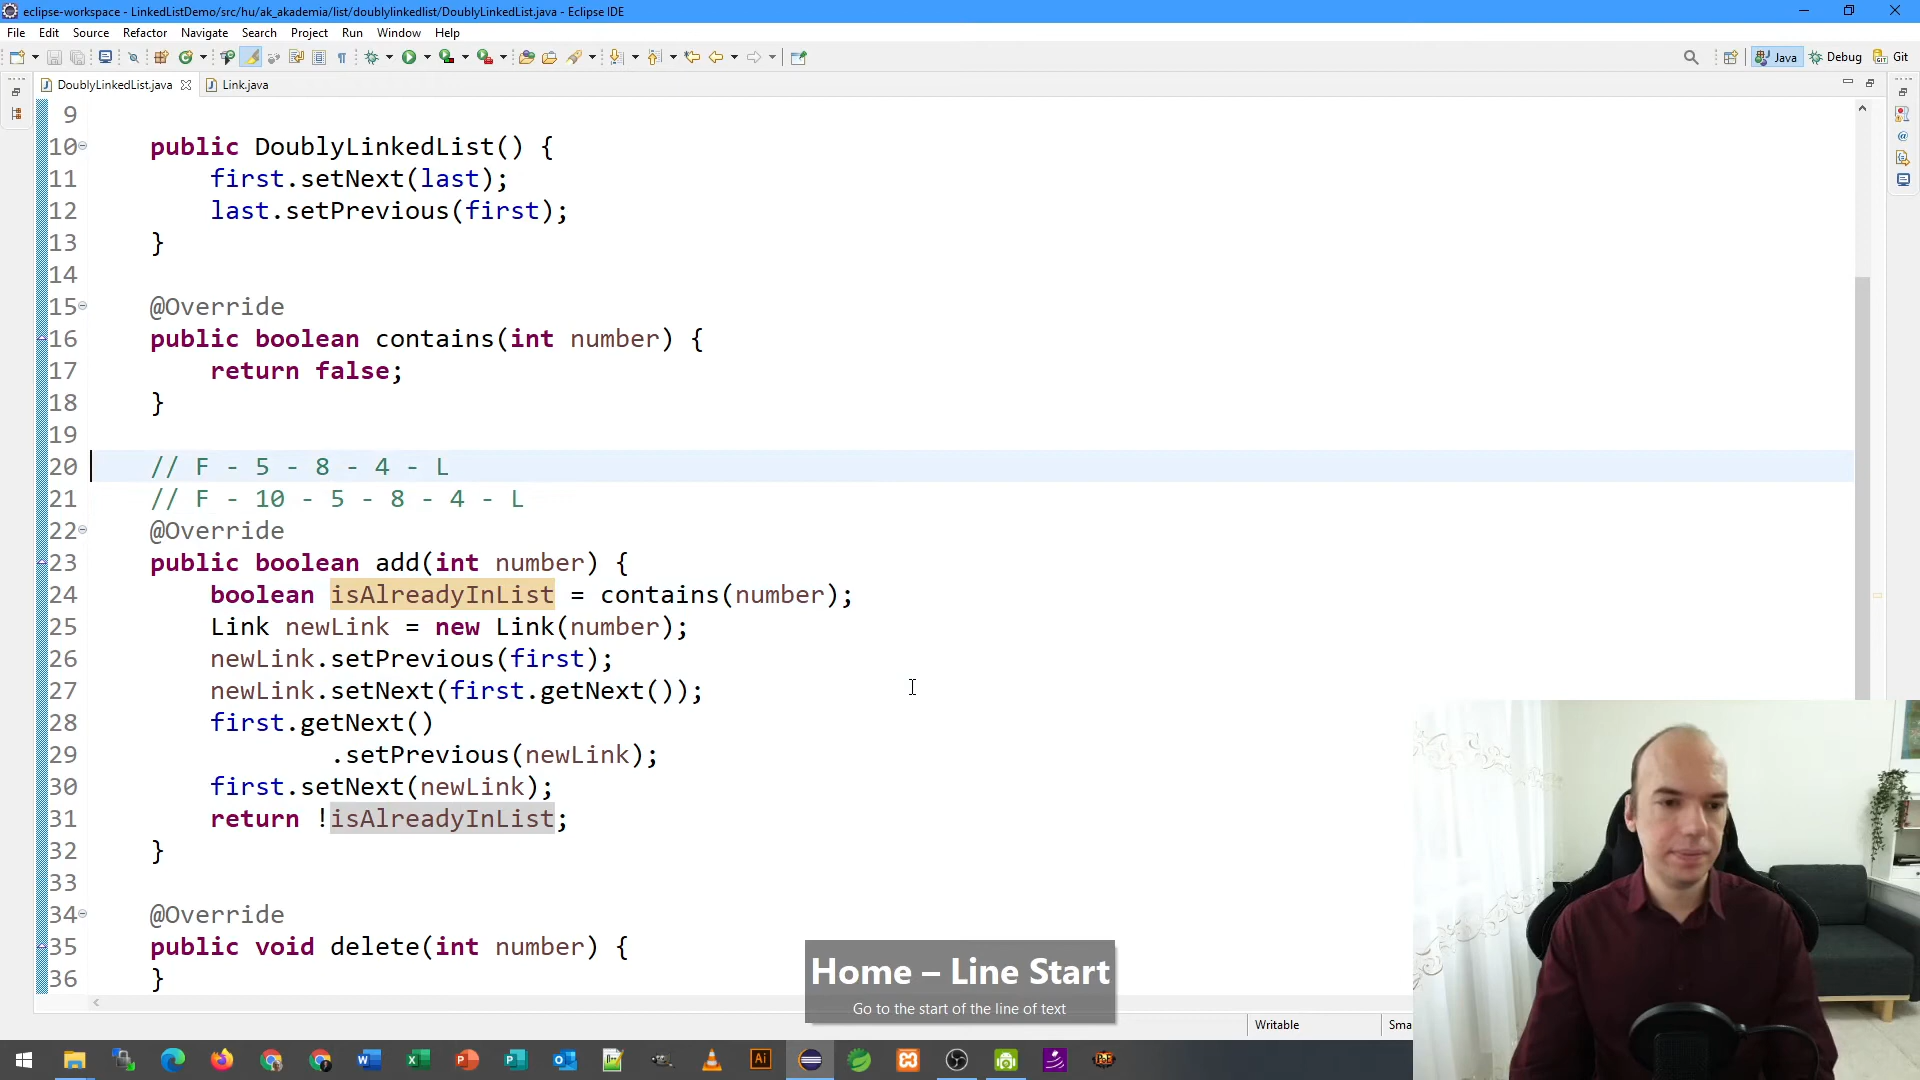 eclipse-workspace - LinkedListDemo/src/hu/ak_akademia/list/doublylinkedlist/DoublyLinkedList.java - Eclipse IDE
File Edit Source Refactor Navigate Search Project Run Window Help
Java Debug Git
DoublyLinkedList.java Link.java
9
10 public DoublyLinkedList() {
11 first.setNext(last);
12 last.setPrevious(first);
13 }
14
15 @Override
16 public boolean contains(int number) {
17 return false;
18 }
19
20 // F - 5 - 8 - 4 - L
21 // F - 10 - 5 - 8 - 4 - L
22 @Override
23 public boolean add(int number) {
24 boolean isAlreadyInList = contains(number);
25 Link newLink = new Link(number);
26 newLink.setPrevious(first);
27 newLink.setNext(first.getNext());
28 first.getNext()
29 .setPrevious(newLink);
30 first.setNext(newLink);
31 return !isAlreadyInList;
32 }
33
34 @Override
35 public void delete(int number) {
36 }
Home – Line Start
Go to the start of the line of text
Writable Sma